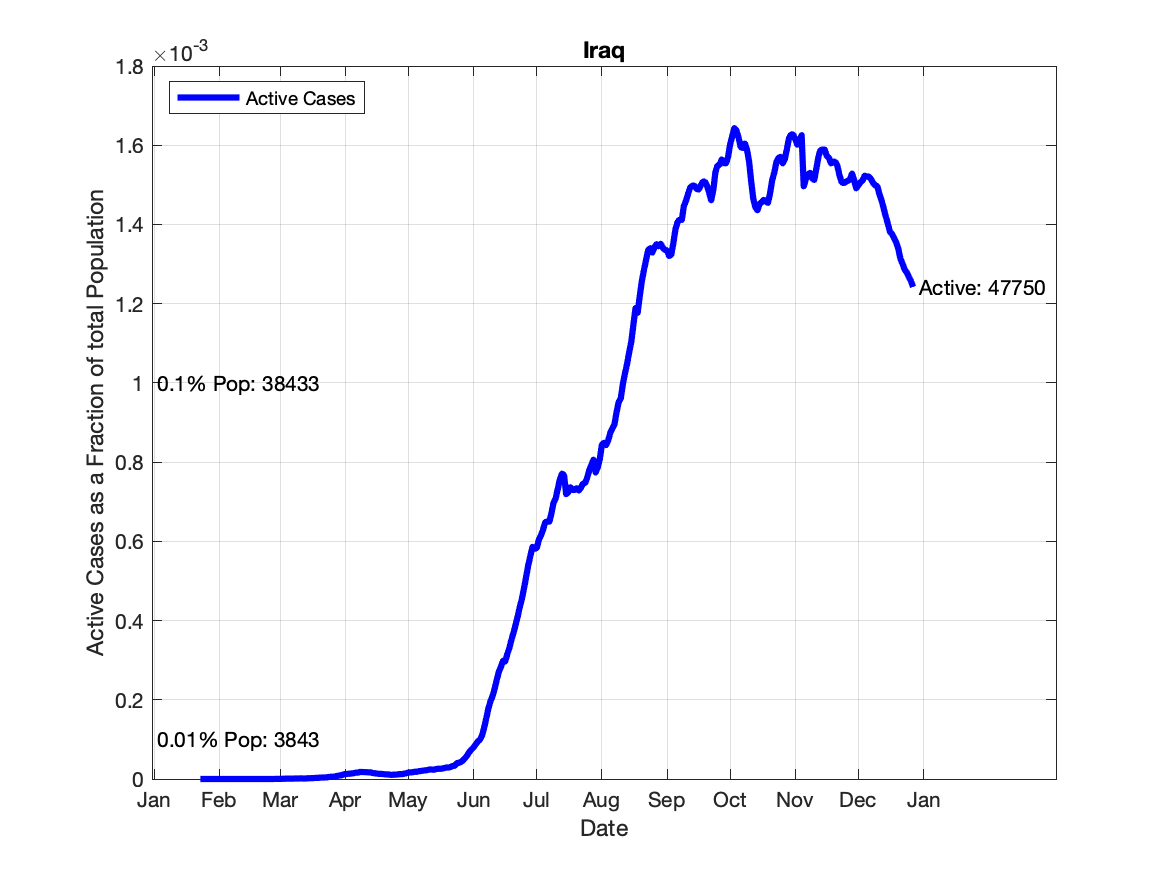 Iraq
×10-3
1.8
1.6
1.4
1.2
1
0.8
0.6
0.4
0.2
0
Active Cases
Active: 47750
0.1% Pop: 38433
0.01% Pop: 3843
Active Cases as a Fraction of total Population
Jan Feb Mar Apr May Jun Jul Aug Sep Oct Nov Dec Jan
Date